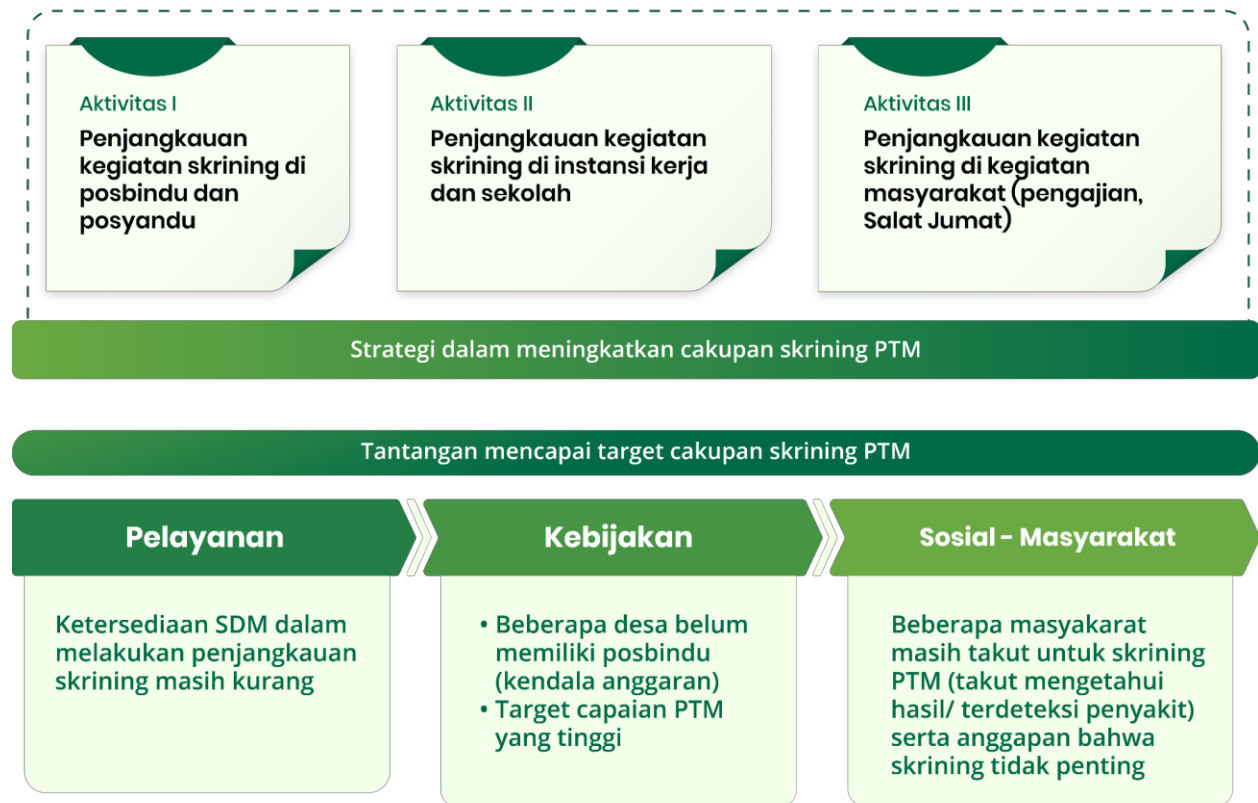 Aktivitas I
Penjangkauan
kegiatan skrining di
posbindu dan
posyandu
Aktivitas II
Penjangkauan kegiatan
skrining di instansi kerja
dan sekolah
Aktivitas III
Penjangkauan kegiatan
skrining di kegiatan
masyarakat (pengajian,
Salat Jumat)
Strategi dalam meningkatkan cakupan skrining PTM
Tantangan mencapai target cakupan skrining PTM
Pelayanan
Ketersediaan SDM dalam
melakukan penjangkauan
skrining masih kurang
Kebijakan
• Beberapa desa belum
memiliki posbindu
(kendala anggaran)
• Target capaian PTM
yang tinggi
Sosial - Masyarakat
Beberapa masyakarat
masih takut untuk skrining
PTM (takut mengetahui
hasil/ terdeteksi penyakit)
serta anggapan bahwa
skrining tidak penting